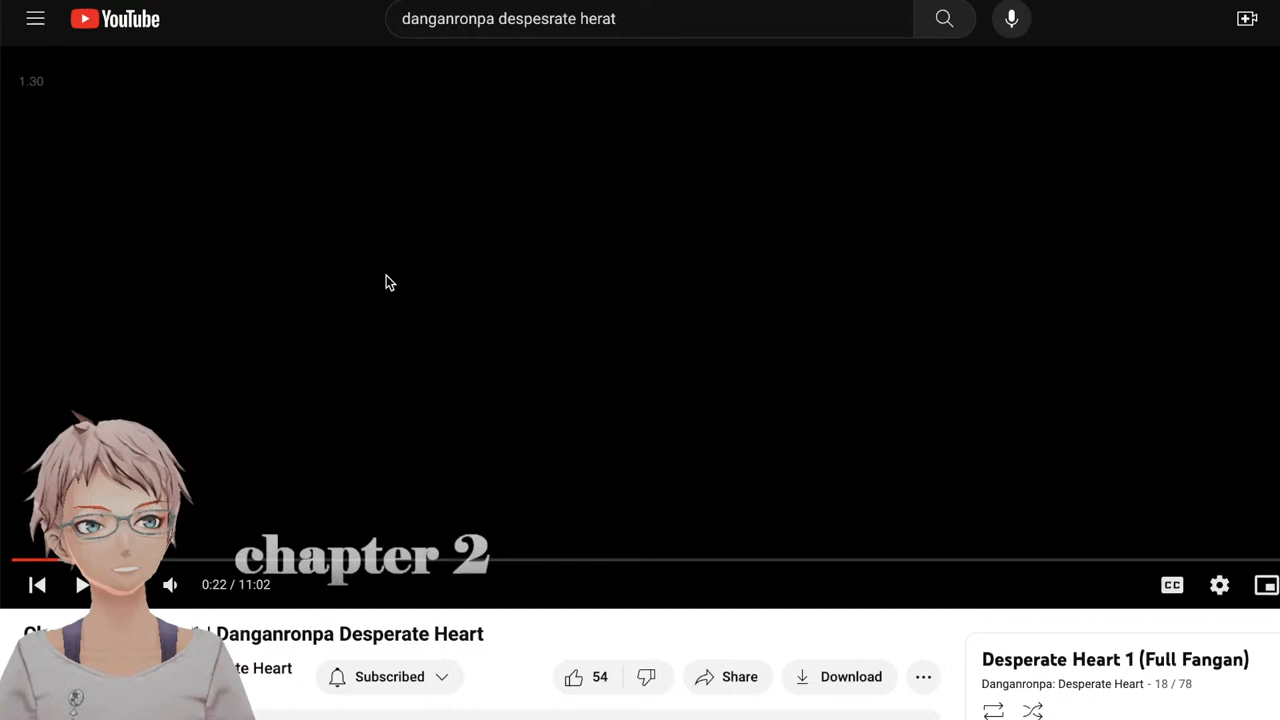 YouTube
danganronpa despesrate herat
1.30
chapter 2
0:22 / 11:02
CC
Danganronpa Desperate Heart
te Heart
Subscribed
54
Share
Download
Desperate Heart 1 (Full Fangan)
Danganronpa: Desperate Heart - 18 / 78